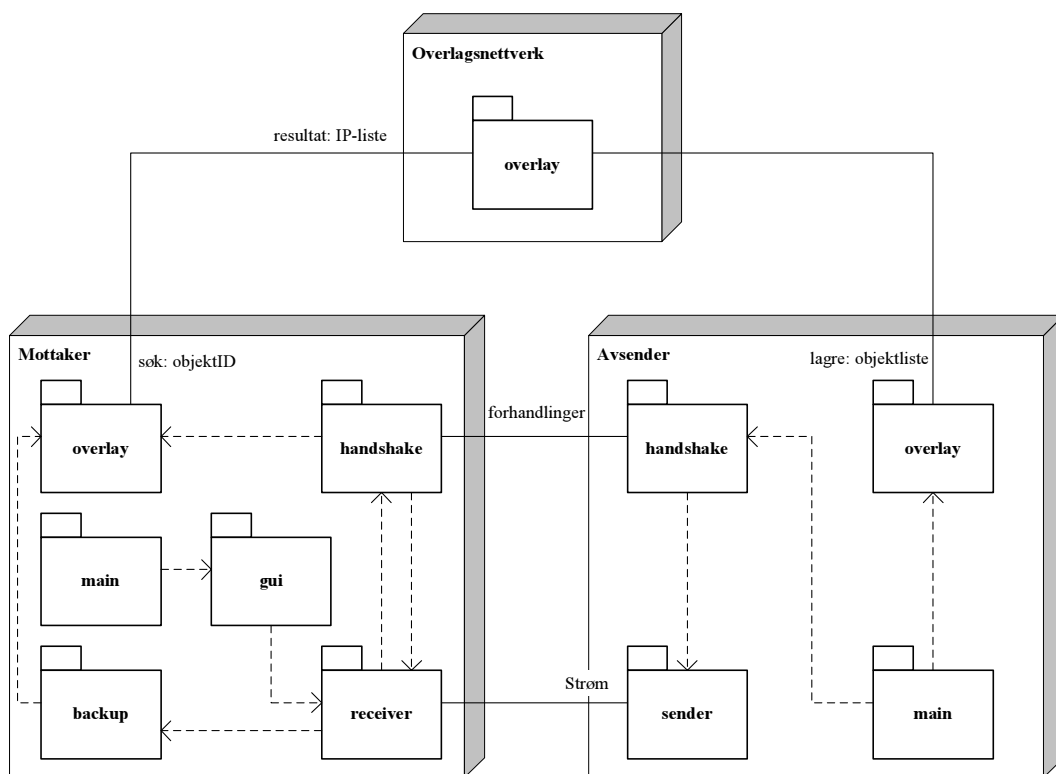 Overlagsnettverk
resultat: IP-liste
overlay
Mottaker
søk: objektID
overlay
handshake
forhandlinger
main
gui
backup
receiver
Strøm
Avsender
lagre: objektliste
handshake
overlay
sender
main